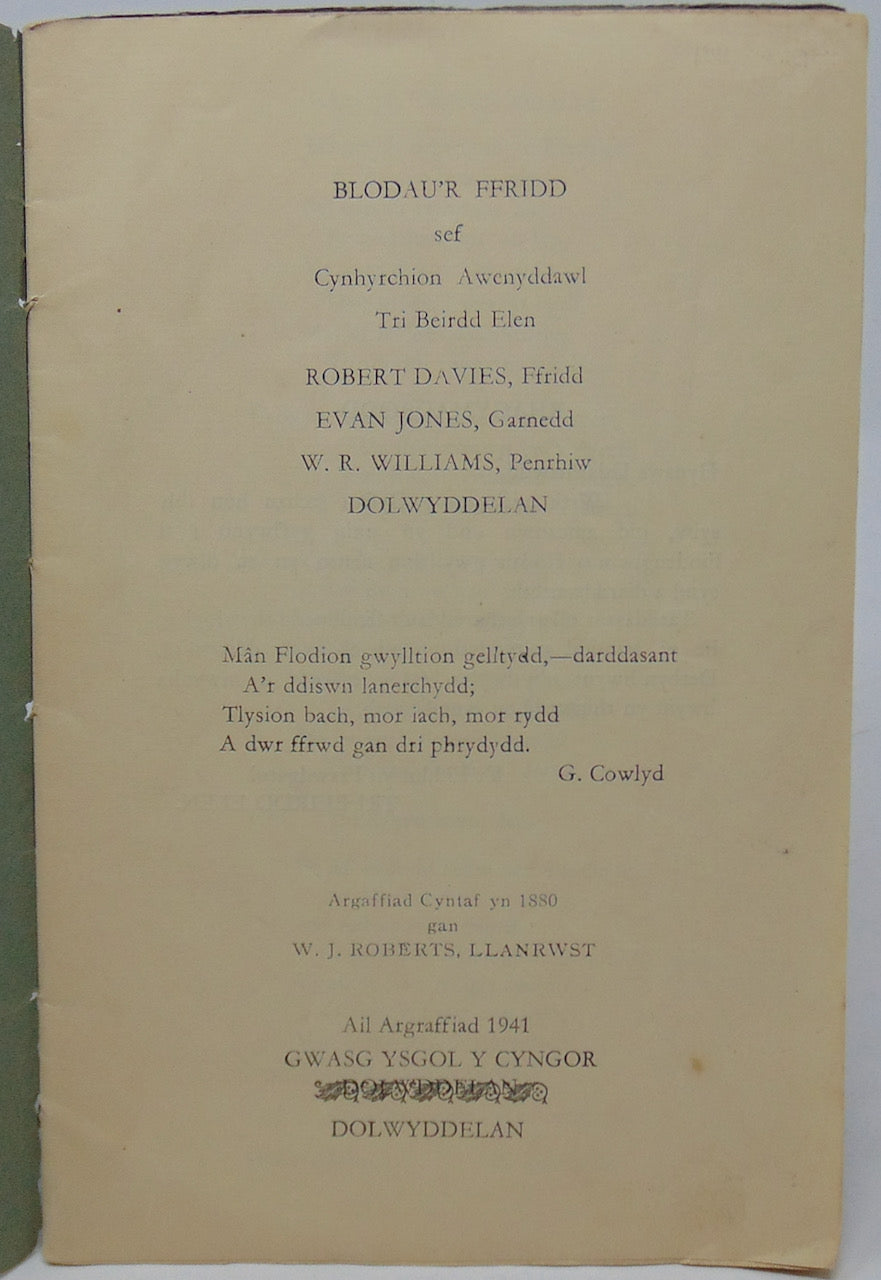 BLODAU'R FFRIDD
sef
Cynhyrchion Awenyddawl
Tri Beirdd Elen
ROBERT DAVIES, Ffridd
EVAN JONES, Garnedd
W. R. WILLIAMS, Penrhiw
DOLWYDDELAN
Mân Flodion gwylltion gelltydd,—darddasant
A'r ddiswn lanerchydd;
Tlysion bach, mor iach, mor rydd
A dwr ffrwd gan dri phrydydd.
G. Cowlyd
Argaffiad Cyntaf yn 1880
gan
W. J. ROBERTS, LLANRWST
Ail Argraffiad 1941
GWASG YSGOL Y CYNGOR
DOLWYDDELAN
DOLWYDDELAN